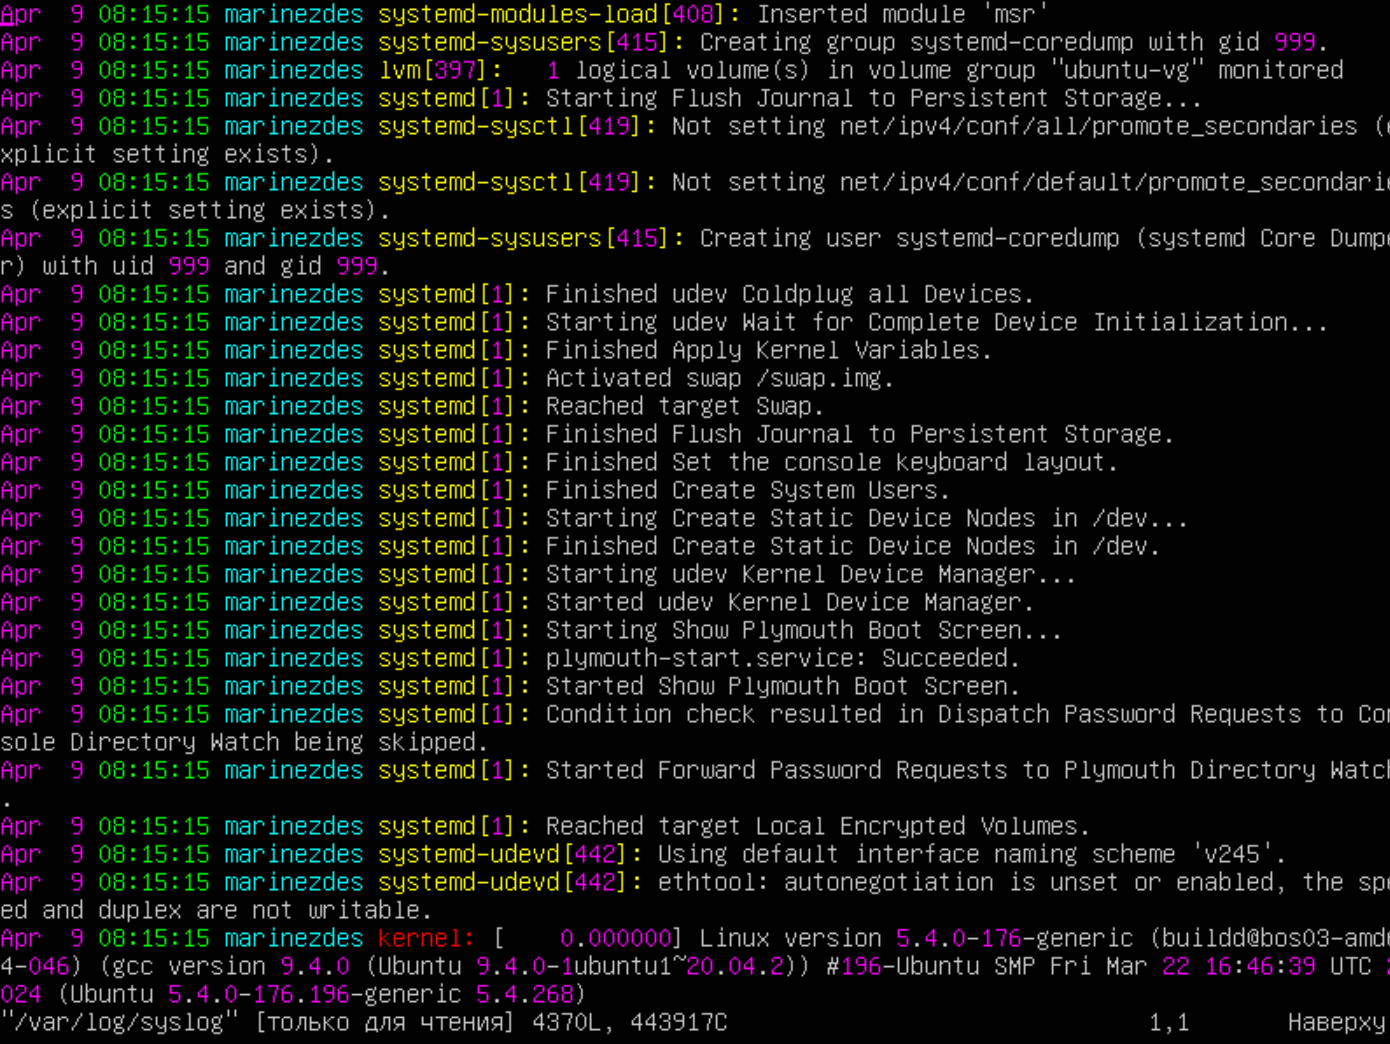 Apr  9 08:15:15 marinezdes systemd-modules-load[408]: Inserted module 'msr'
Apr  9 08:15:15 marinezdes systemd-sysusers[415]: Creating group systemd-coredump with gid 999.
Apr  9 08:15:15 marinezdes lvm[397]:   1 logical volume(s) in volume group "ubuntu-vg" monitored
Apr  9 08:15:15 marinezdes systemd[1]: Starting Flush Journal to Persistent Storage...
Apr  9 08:15:15 marinezdes systemd-sysctl[419]: Not setting net/ipv4/conf/all/promote_secondaries (e
xplicit setting exists).
Apr  9 08:15:15 marinezdes systemd-sysctl[419]: Not setting net/ipv4/conf/default/promote_secondarie
s (explicit setting exists).
Apr  9 08:15:15 marinezdes systemd-sysusers[415]: Creating user systemd-coredump (systemd Core Dumpe
r) with uid 999 and gid 999.
Apr  9 08:15:15 marinezdes systemd[1]: Finished udev Coldplug all Devices.
Apr  9 08:15:15 marinezdes systemd[1]: Starting udev Wait for Complete Device Initialization...
Apr  9 08:15:15 marinezdes systemd[1]: Finished Apply Kernel Variables.
Apr  9 08:15:15 marinezdes systemd[1]: Activated swap /swap.img.
Apr  9 08:15:15 marinezdes systemd[1]: Reached target Swap.
Apr  9 08:15:15 marinezdes systemd[1]: Finished Flush Journal to Persistent Storage.
Apr  9 08:15:15 marinezdes systemd[1]: Finished Set the console keyboard layout.
Apr  9 08:15:15 marinezdes systemd[1]: Finished Create System Users.
Apr  9 08:15:15 marinezdes systemd[1]: Starting Create Static Device Nodes in /dev...
Apr  9 08:15:15 marinezdes systemd[1]: Finished Create Static Device Nodes in /dev.
Apr  9 08:15:15 marinezdes systemd[1]: Starting udev Kernel Device Manager...
Apr  9 08:15:15 marinezdes systemd[1]: Started udev Kernel Device Manager.
Apr  9 08:15:15 marinezdes systemd[1]: Starting Show Plymouth Boot Screen...
Apr  9 08:15:15 marinezdes systemd[1]: plymouth-start.service: Succeeded.
Apr  9 08:15:15 marinezdes systemd[1]: Started Show Plymouth Boot Screen.
Apr  9 08:15:15 marinezdes systemd[1]: Condition check resulted in Dispatch Password Requests to Con
sole Directory Watch being skipped.
Apr  9 08:15:15 marinezdes systemd[1]: Started Forward Password Requests to Plymouth Directory Watch
.
Apr  9 08:15:15 marinezdes systemd[1]: Reached target Local Encrypted Volumes.
Apr  9 08:15:15 marinezdes systemd-udevd[442]: Using default interface naming scheme 'v245'.
Apr  9 08:15:15 marinezdes systemd-udevd[442]: ethtool: autonegotiation is unset or enabled, the spe
ed and duplex are not writable.
Apr  9 08:15:15 marinezdes kernel: [    0.000000] Linux version 5.4.0-176-generic (buildd@bos03-amd6
4-046) (gcc version 9.4.0 (Ubuntu 9.4.0-1ubuntu1~20.04.2)) #196-Ubuntu SMP Fri Mar 22 16:46:39 UTC 2
024 (Ubuntu 5.4.0-176.196-generic 5.4.268)
"/var/log/syslog" [только для чтения] 4370L, 443917C    1,1    Наверху